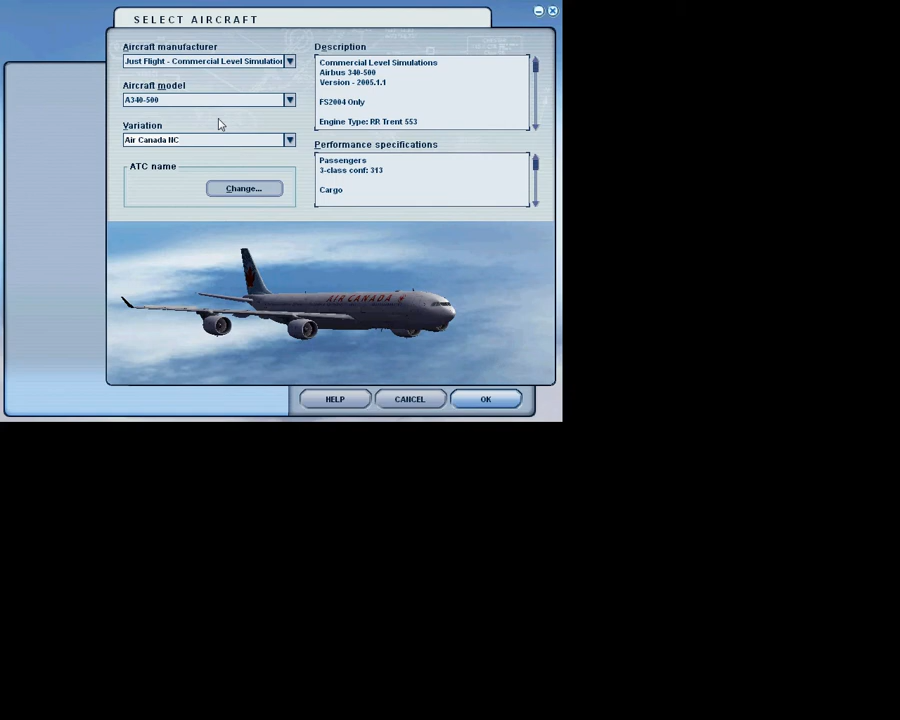 SELECT AIRCRAFT
Aircraft manufacturer
Just Flight - Commercial Level Simulation
Aircraft model
A340-500
Variation
Air Canada NC
ATC name
Change...
Description
Commercial Level Simulations
Airbus 340-500
Version - 2005.1.1
FS2004 Only
Engine Type: RR Trent 553
Performance specifications
Passengers
3-class conf: 313
Cargo
AIR CANADA
HELP
CANCEL
OK